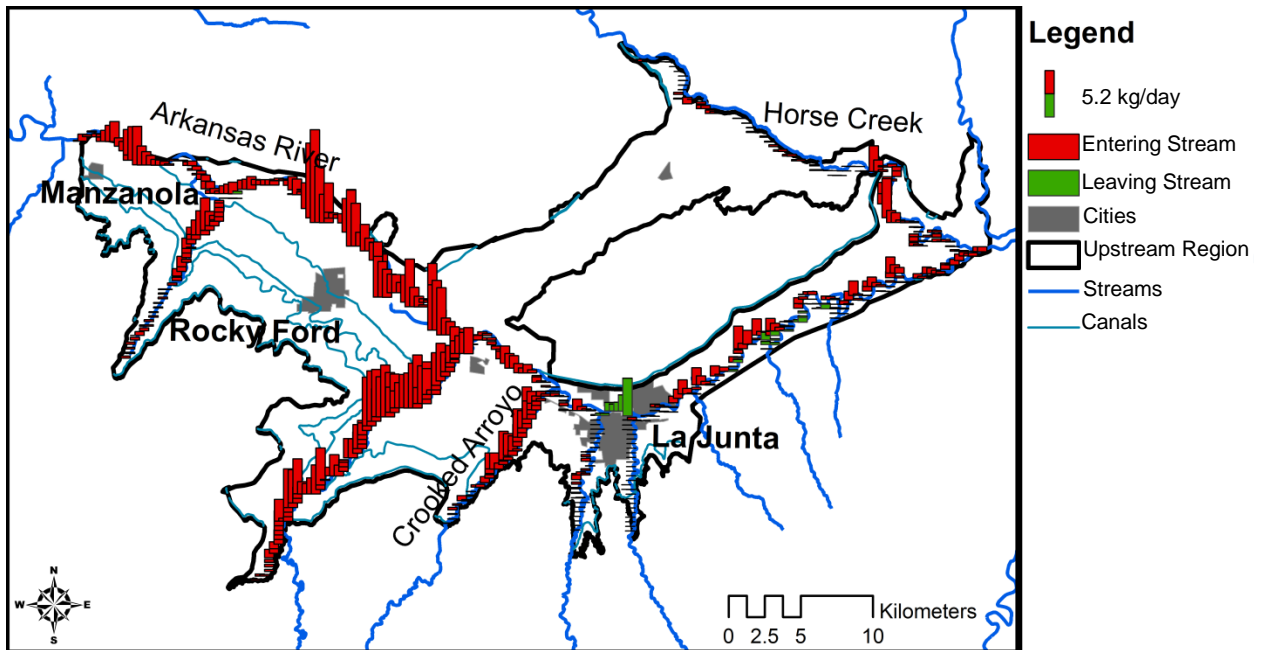 Arkansas River
Horse Creek
Manzanola
Rocky Ford
Crooked Arroyo
La Junta
N
W E
S
Kilometers
0 2.5 5 10
Legend
5.2 kg/day
Entering Stream
Leaving Stream
Cities
Upstream Region
Streams
Canals